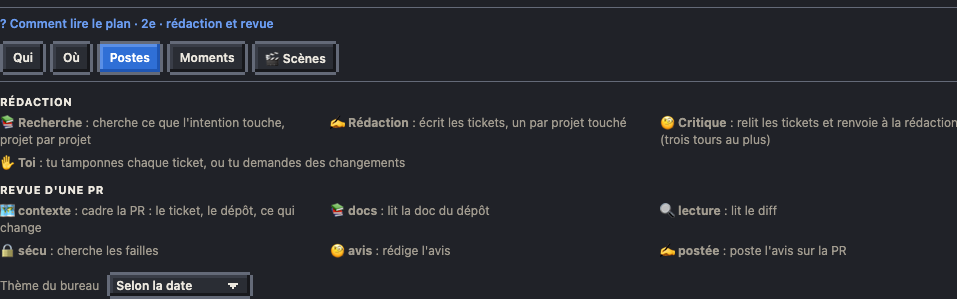 ? Comment lire le plan · 2e · rédaction et revue
Qui Où Postes Moments 🎬 Scènes
RÉDACTION
📚 Recherche : cherche ce que l'intention touche, projet par projet
✍️ Rédaction : écrit les tickets, un par projet touché
🧐 Critique : relit les tickets et renvoie à la rédaction (trois tours au plus)
✋ Toi : tu tamponnes chaque ticket, ou tu demandes des changements
REVUE D'UNE PR
🗺️ contexte : cadre la PR : le ticket, le dépôt, ce qui change
📚 docs : lit la doc du dépôt
🔍 lecture : lit le diff
🔒 sécu : cherche les failles
🧐 avis : rédige l'avis
✍️ postée : poste l'avis sur la PR
Thème du bureau Selon la date